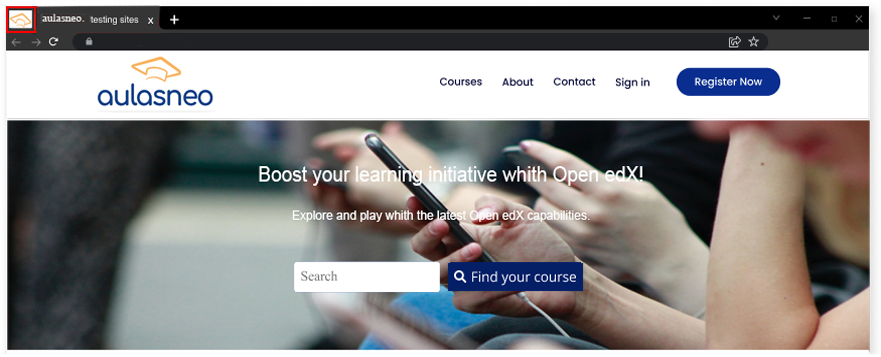 aulasneo. testing sites x
aulasneo
Courses About Contact Sign in Register Now
Boost your learning initiative whith Open edX!
Explore and play whith the latest Open edX capabilities.
Search Find your course